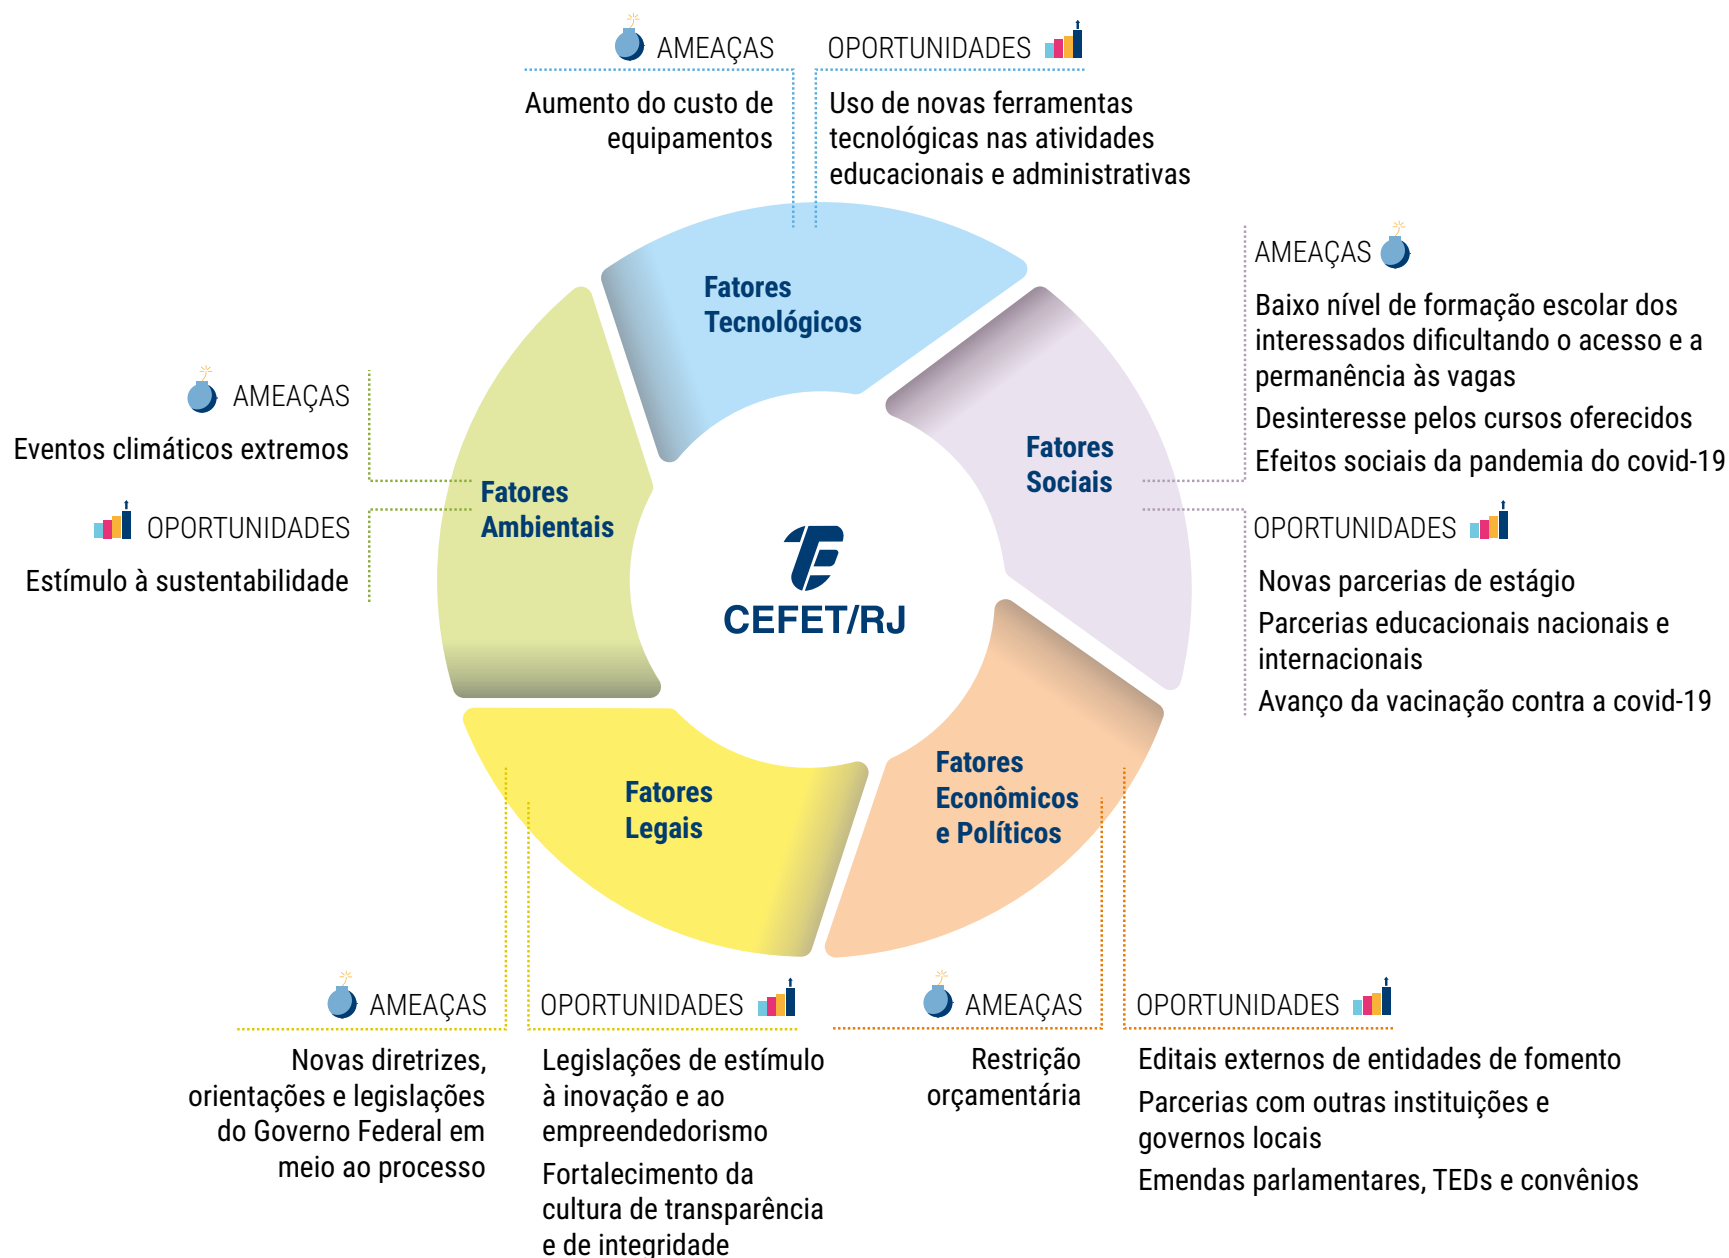 AMEAÇAS
Aumento do custo de
equipamentos
OPORTUNIDADES
Uso de novas ferramentas
tecnológicas nas atividades
educacionais e administrativas
Fatores
Tecnológicos
AMEAÇAS
Baixo nível de formação escolar dos
interessados dificultando o acesso e a
permanência às vagas
Desinteresse pelos cursos oferecidos
Efeitos sociais da pandemia do covid-19
Fatores
Sociais
OPORTUNIDADES
Novas parcerias de estágio
Parcerias educacionais nacionais e
internacionais
Avanço da vacinação contra a covid-19
AMEAÇAS
Eventos climáticos extremos
OPORTUNIDADES
Estímulo à sustentabilidade
Fatores
Ambientais
CEFET/RJ
Fatores
Legais
Fatores
Econômicos
e Políticos
AMEAÇAS
Novas diretrizes,
orientações e legislações
do Governo Federal em
meio ao processo
OPORTUNIDADES
Legislações de estímulo
à inovação e ao
empreendedorismo
Fortalecimento da
cultura de transparência
e de integridade
AMEAÇAS
Restrição
orçamentária
OPORTUNIDADES
Editais externos de entidades de fomento
Parcerias com outras instituições e
governos locais
Emendas parlamentares, TEDs e convênios